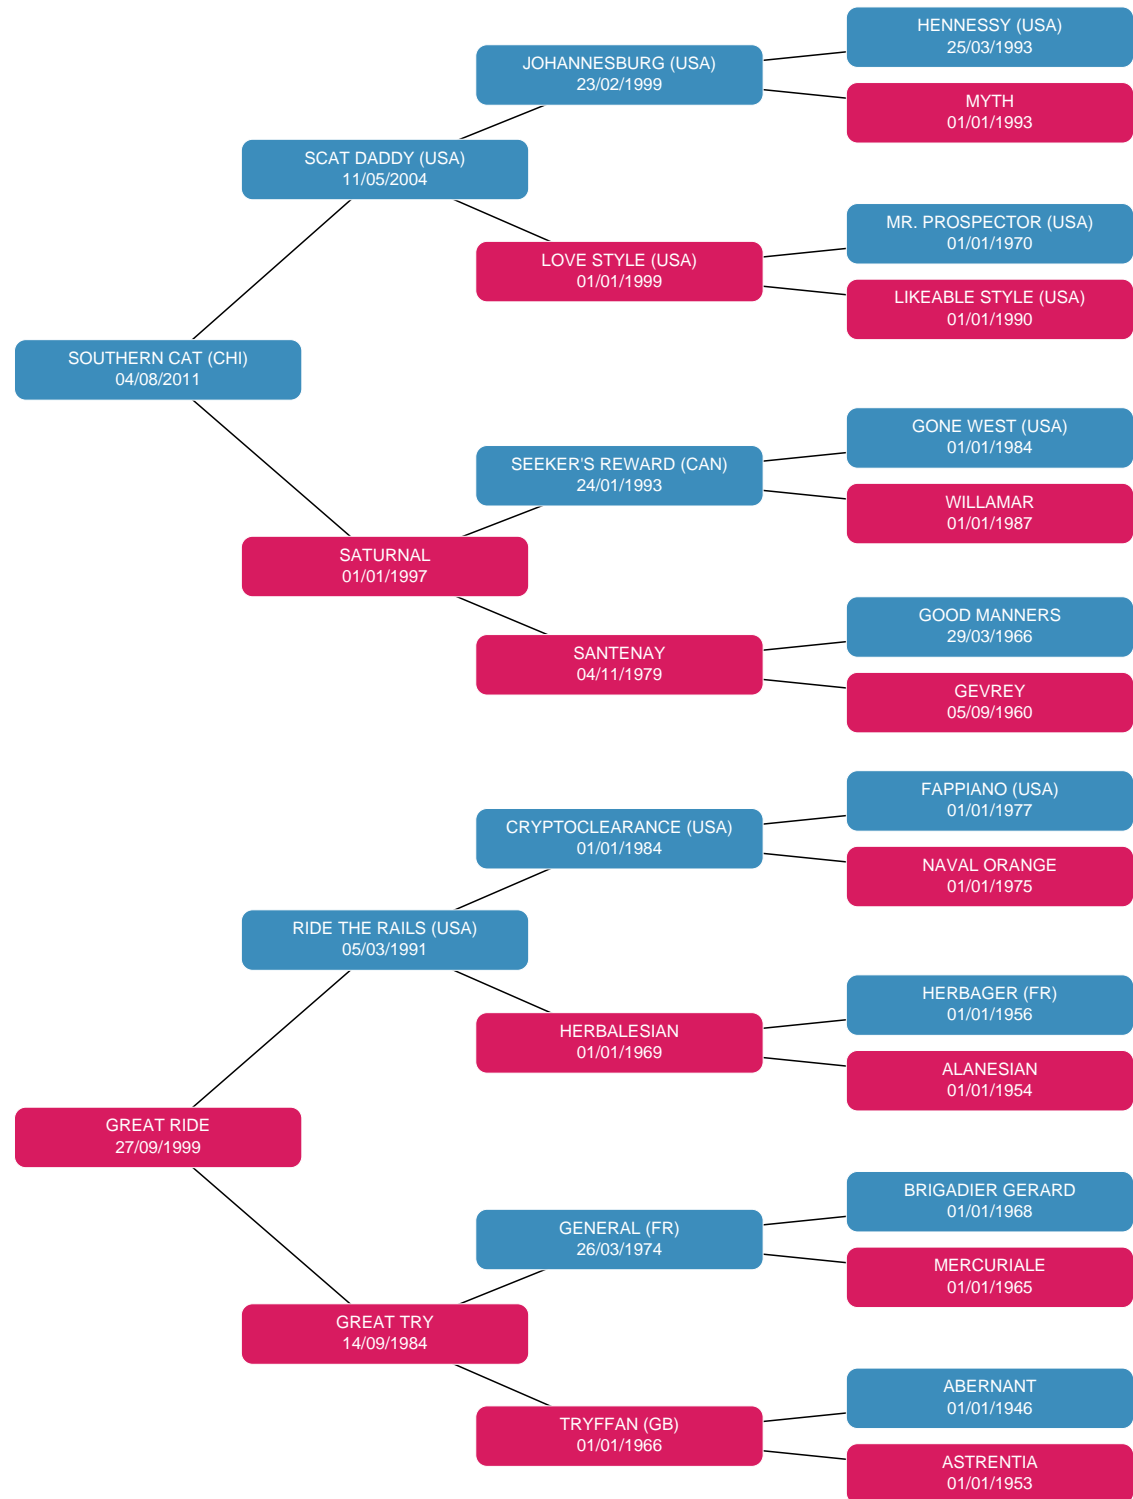 HENNESSY (USA)
25/03/1993
JOHANNESBURG (USA)
23/02/1999
MYTH
01/01/1993
SCAT DADDY (USA)
11/05/2004
MR. PROSPECTOR (USA)
01/01/1970
LOVE STYLE (USA)
01/01/1999
LIKEABLE STYLE (USA)
01/01/1990
SOUTHERN CAT (CHI)
04/08/2011
GONE WEST (USA)
01/01/1984
SEEKER'S REWARD (CAN)
24/01/1993
WILLAMAR
01/01/1987
SATURNAL
01/01/1997
GOOD MANNERS
29/03/1966
SANTENAY
04/11/1979
GEVREY
05/09/1960
FAPPIANO (USA)
01/01/1977
CRYPTOCLEARANCE (USA)
01/01/1984
NAVAL ORANGE
01/01/1975
RIDE THE RAILS (USA)
05/03/1991
HERBAGER (FR)
01/01/1956
HERBALESIAN
01/01/1969
ALANESIAN
01/01/1954
GREAT RIDE
27/09/1999
BRIGADIER GERARD
01/01/1968
GENERAL (FR)
26/03/1974
MERCURIALE
01/01/1965
GREAT TRY
14/09/1984
ABERNANT
01/01/1946
TRYFFAN (GB)
01/01/1966
ASTRENTIA
01/01/1953